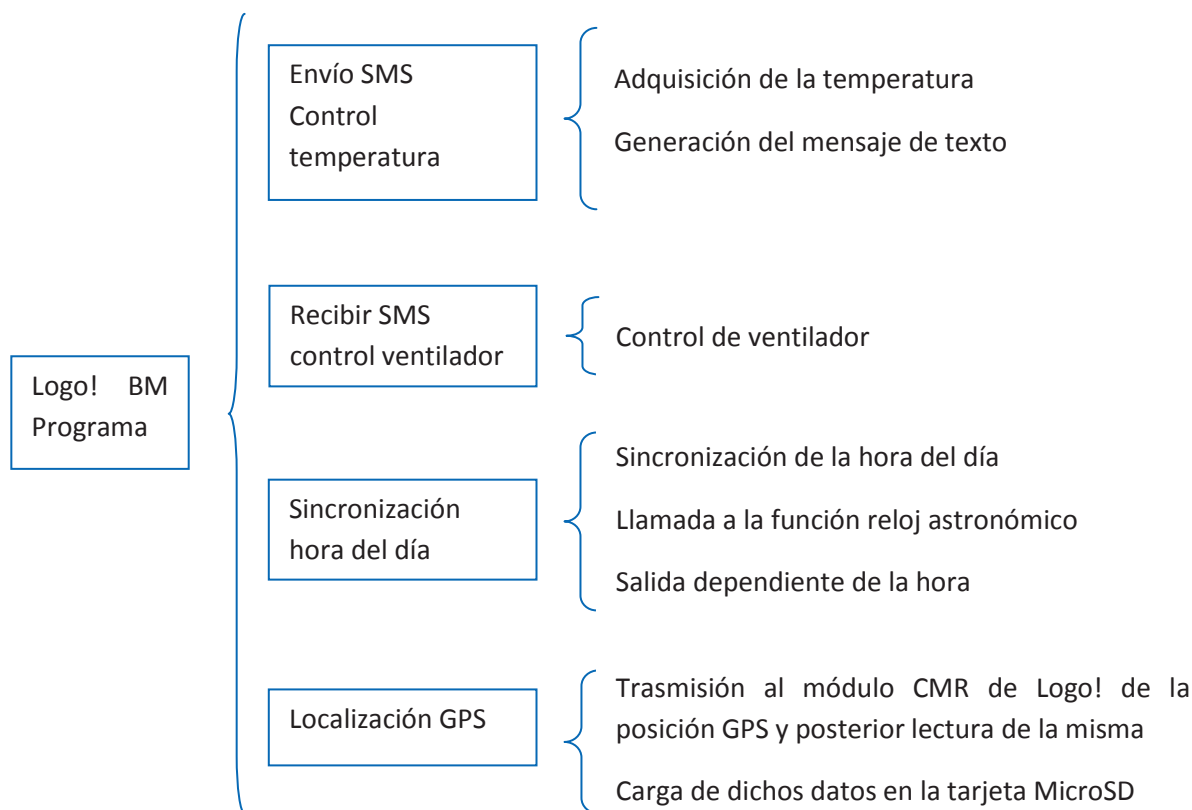 Logo! BM
Programa
Envío SMS
Control
temperatura
Adquisición de la temperatura
Generación del mensaje de texto
Recibir SMS
control ventilador
Control de ventilador
Sincronización
hora del día
Sincronización de la hora del día
Llamada a la función reloj astronómico
Salida dependiente de la hora
Localización GPS
Trasmisión al módulo CMR de Logo! de la
posición GPS y posterior lectura de la misma
Carga de dichos datos en la tarjeta MicroSD